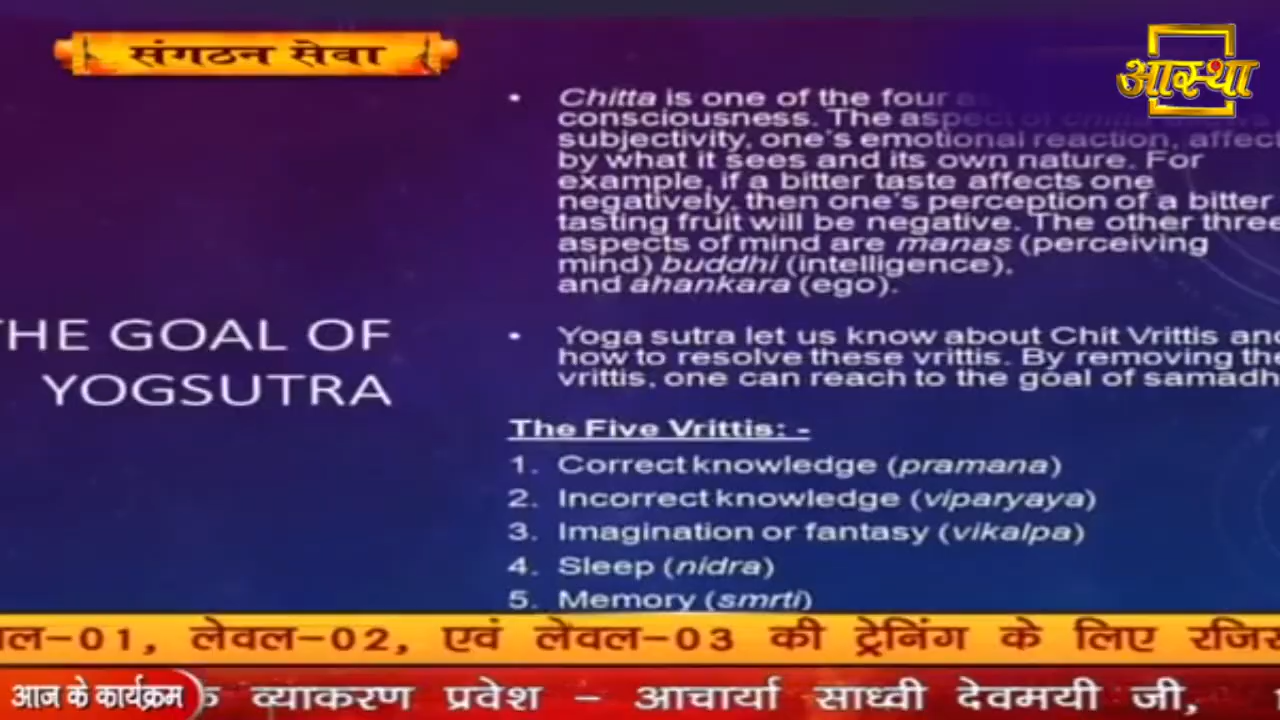 संगठन सेवा
आस्था
• Chitta is one of the four
consciousness. The aspect of
subjectivity, one's emotional reaction, affect
by what it sees and its own nature. For
example, if a bitter taste affects one
negatively, then one's perception of a bitter
tasting fruit will be negative. The other three
aspects of mind are manas (perceiving
mind) buddhi (intelligence),
and ahankara (ego).
THE GOAL OF
YOGSUTRA
• Yoga sutra let us know about Chit Vrittis and
how to resolve these vrittis. By removing the
vrittis, one can reach to the goal of samadh
The Five Vrittis: -
1. Correct knowledge (pramana)
2. Incorrect knowledge (viparyaya)
3. Imagination or fantasy (vikalpa)
4. Sleep (nidra)
5. Memory (smrti)
वल-01, लेवल-02, एवं लेवल-03 की ट्रेनिंग के लिए रजिस
आज के कार्यक्रम
व्याकरण प्रवेश - आचार्या साध्वी देवमयी जी,